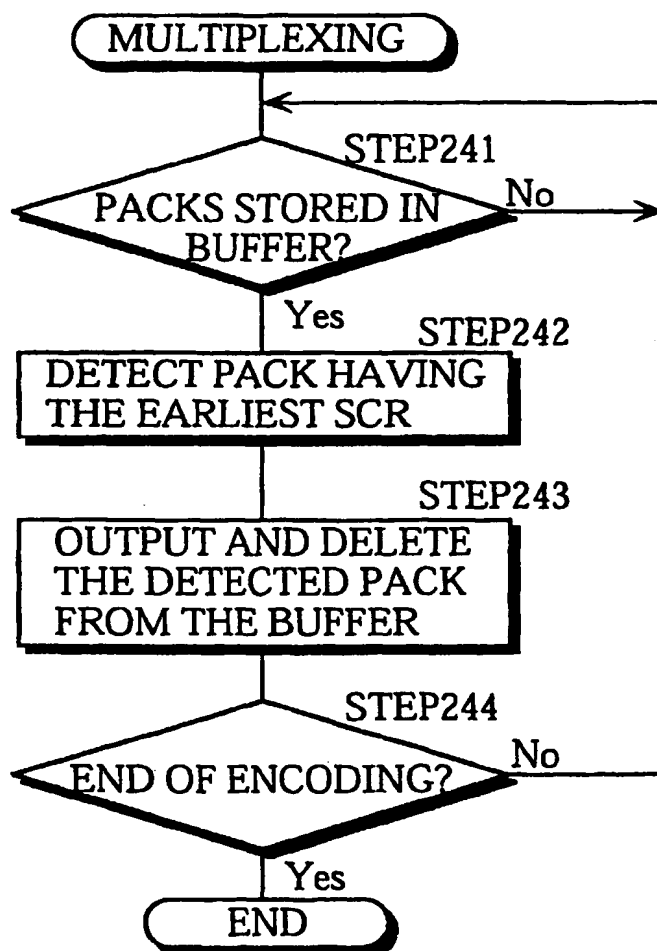 MULTIPLEXING
STEP241
PACKS STORED IN
BUFFER?
No
Yes
STEP242
DETECT PACK HAVING
THE EARLIEST SCR
STEP243
OUTPUT AND DELETE
THE DETECTED PACK
FROM THE BUFFER
STEP244
END OF ENCODING?
No
Yes
END